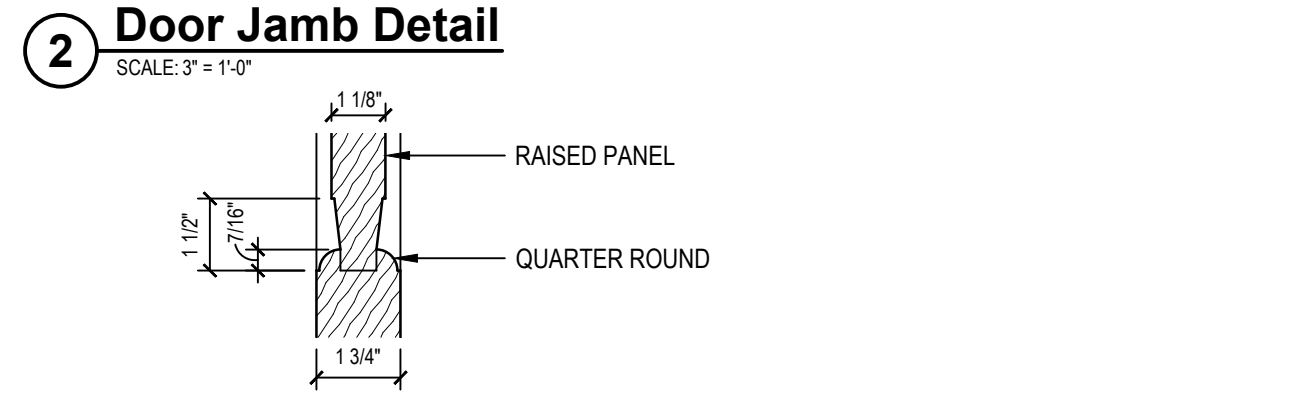 2
Door Jamb Detail
SCALE: 3" = 1'-0"
1 1/8"
RAISED PANEL
1 1/2"
7/16"
QUARTER ROUND
1 3/4"